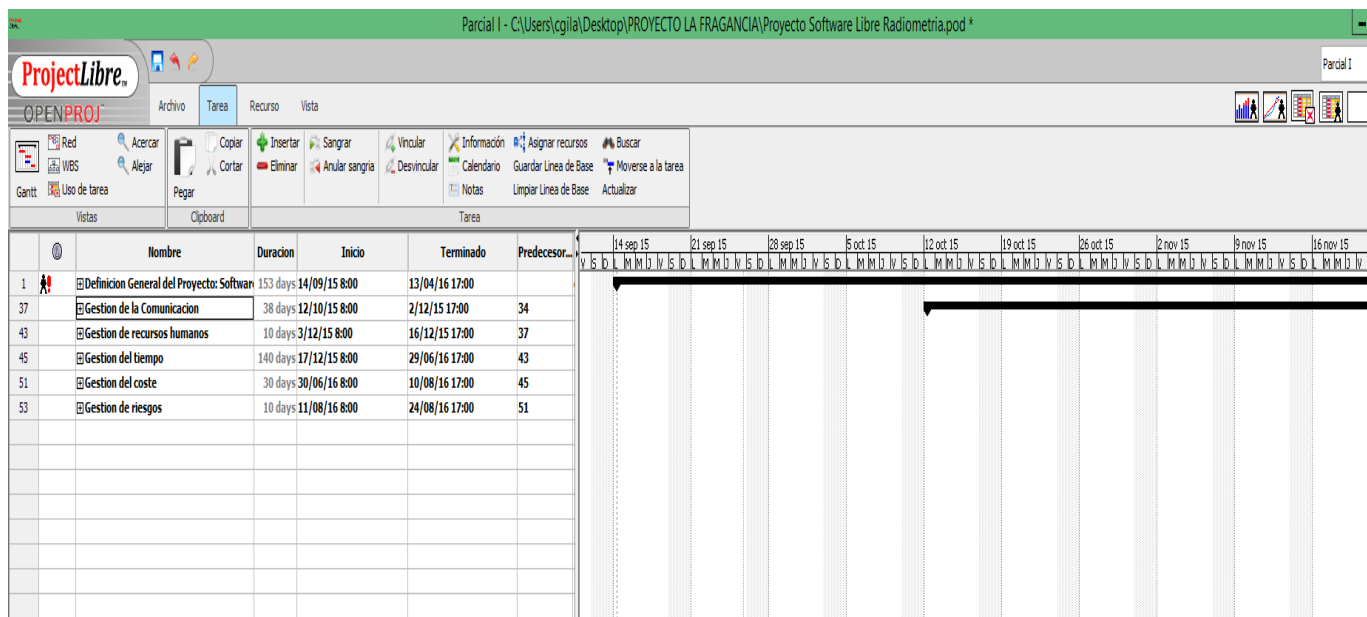 Parcial I - C:\Users\cgila\Desktop\PROYECTO LA FRAGANCIA\Proyecto Software Libre Radiometria.pod *
ProjectLibre™
OPENPROJ
Parcial I
Archivo Tarea Recurso Vista
Red Acercar Copiar Insertar Sangrar Vincular Información Asignar recursos Buscar
WBS Alejar Cortar Eliminar Anular sangria Desvincular Calendario Guardar Linea de Base Moverse a la tarea
Gantt Uso de tarea Pegar Notas Limpiar Linea de Base Actualizar
Vistas Clipboard Tarea
Nombre Duracion Inicio Terminado Predecesor...
14 sep 15 21 sep 15 28 sep 15 5 oct 15 12 oct 15 19 oct 15 26 oct 15 2 nov 15 9 nov 15 16 nov 15
V S D L M M J V S D L M M J V S D L M M J V S D L M M J V S D L M M J V S D L M M J V S D L M M J V S D L M M J V S D L M M J V S D L M M J V
1 Definicion General del Proyecto: Softwar 153 days 14/09/15 8:00 13/04/16 17:00
37 Gestion de la Comunicacion 38 days 12/10/15 8:00 2/12/15 17:00 34
43 Gestion de recursos humanos 10 days 3/12/15 8:00 16/12/15 17:00 37
45 Gestion del tiempo 140 days 17/12/15 8:00 29/06/16 17:00 43
51 Gestion del coste 30 days 30/06/16 8:00 10/08/16 17:00 45
53 Gestion de riesgos 10 days 11/08/16 8:00 24/08/16 17:00 51